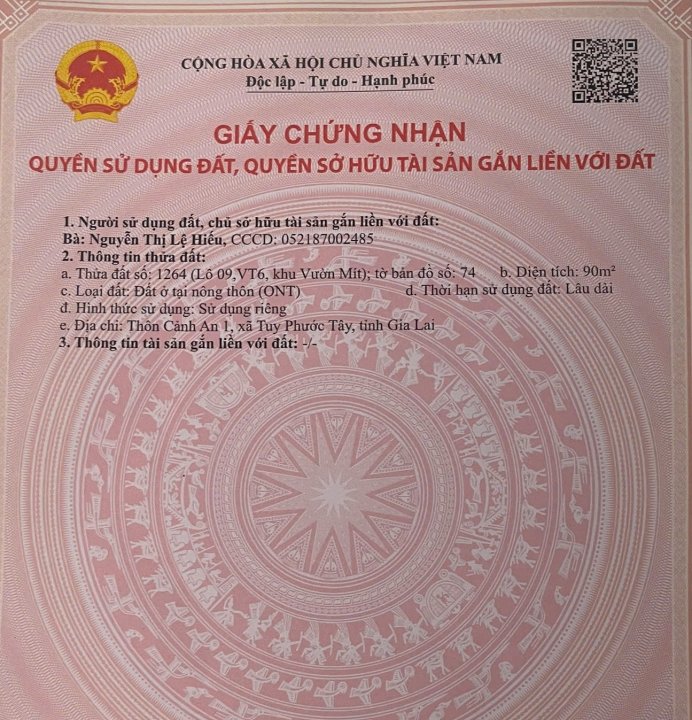 CỘNG HÒA XÃ HỘI CHỦ NGHĨA VIỆT NAM
Độc lập - Tự do - Hạnh phúc
GIẤY CHỨNG NHẬN
QUYỀN SỬ DỤNG ĐẤT, QUYỀN SỞ HỮU TÀI SẢN GẮN LIỀN VỚI ĐẤT
1. Người sử dụng đất, chủ sở hữu tài sản gắn liền với đất:
Bà: Nguyễn Thị Lệ Hiếu, CCCD: 052187002485
2. Thông tin thửa đất:
a. Thửa đất số: 1264 (Lô 09,VT6, khu Vườn Mít); tờ bản đồ số: 74 b. Diện tích: 90m²
c. Loại đất: Đất ở tại nông thôn (ONT) d. Thời hạn sử dụng đất: Lâu dài
đ. Hình thức sử dụng: Sử dụng riêng
e. Địa chỉ: Thôn Cảnh An 1, xã Tuy Phước Tây, tỉnh Gia Lai
3. Thông tin tài sản gắn liền với đất: -/-